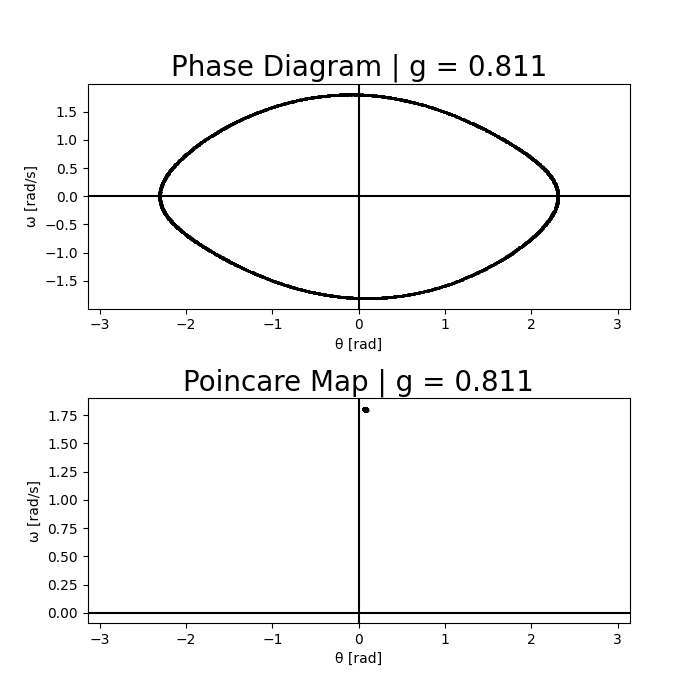 Phase Diagram | g = 0.811
1.5
1.0
0.5
0.0
−0.5
−1.0
−1.5
ω [rad/s]
−3 −2 −1 0 1 2 3
θ [rad]
Poincare Map | g = 0.811
1.75
1.50
1.25
1.00
0.75
0.50
0.25
0.00
ω [rad/s]
−3 −2 −1 0 1 2 3
θ [rad]